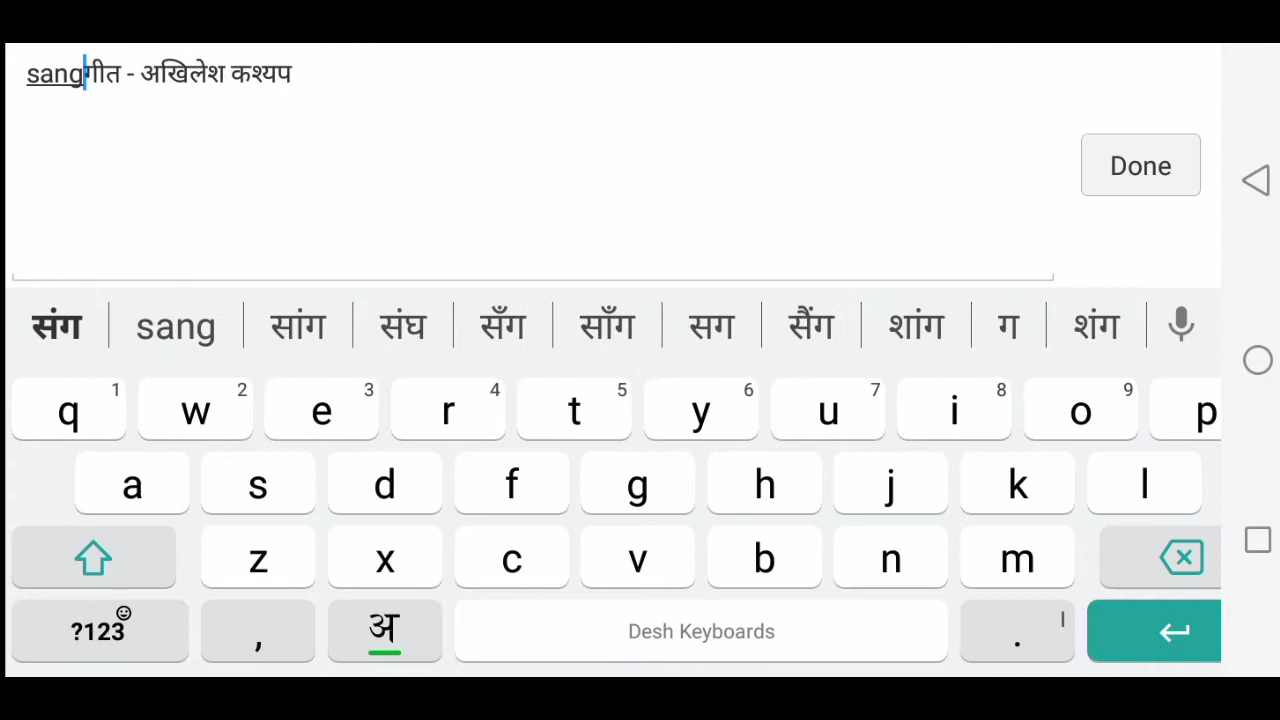 sangगीत - अखिलेश कश्यप
Done
संग sang सांग संघ सँग साँग सग सैंग शांग ग शंग
q 1 w 2 e 3 r 4 t 5 y 6 u 7 i 8 o 9 p
a s d f g h j k l
z x c v b n m
?123 , अ Desh Keyboards . |